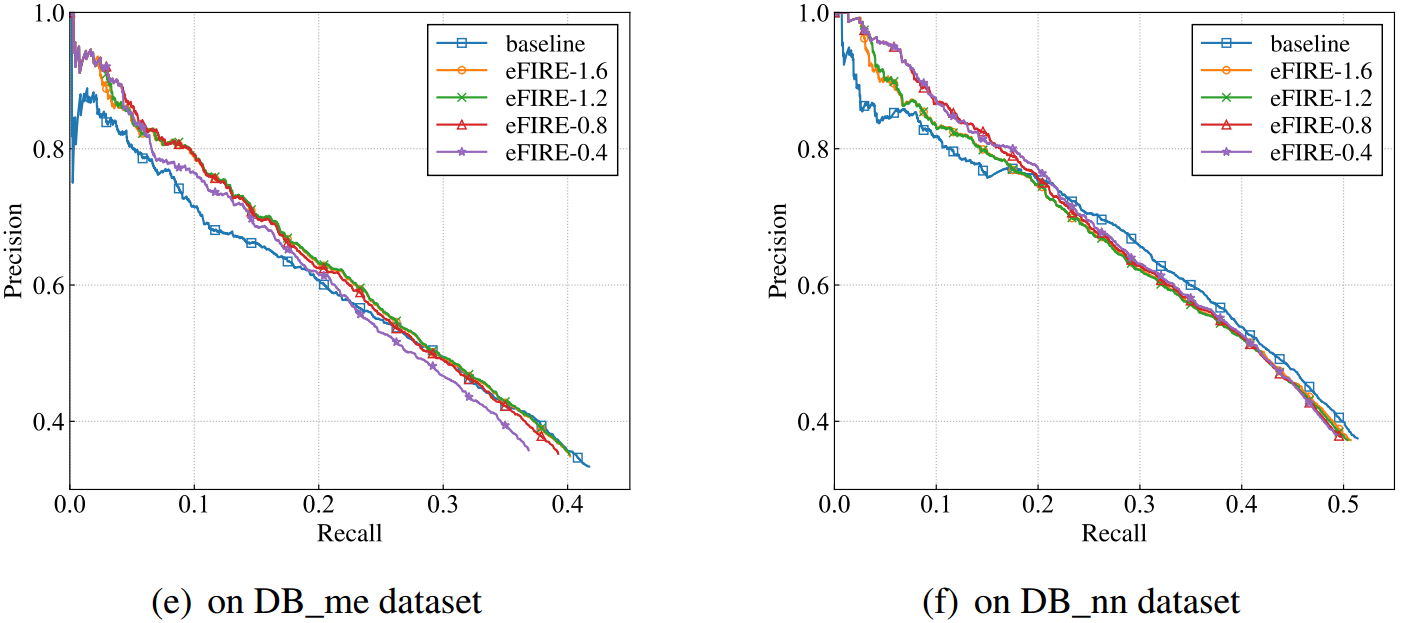 1.0
0.8
0.6
0.4
Precision
0.0 0.1 0.2 0.3 0.4
Recall
baseline
eFIRE-1.6
eFIRE-1.2
eFIRE-0.8
eFIRE-0.4
(e) on DB_me dataset
1.0
0.8
0.6
0.4
Precision
0.0 0.1 0.2 0.3 0.4 0.5
Recall
baseline
eFIRE-1.6
eFIRE-1.2
eFIRE-0.8
eFIRE-0.4
(f) on DB_nn dataset